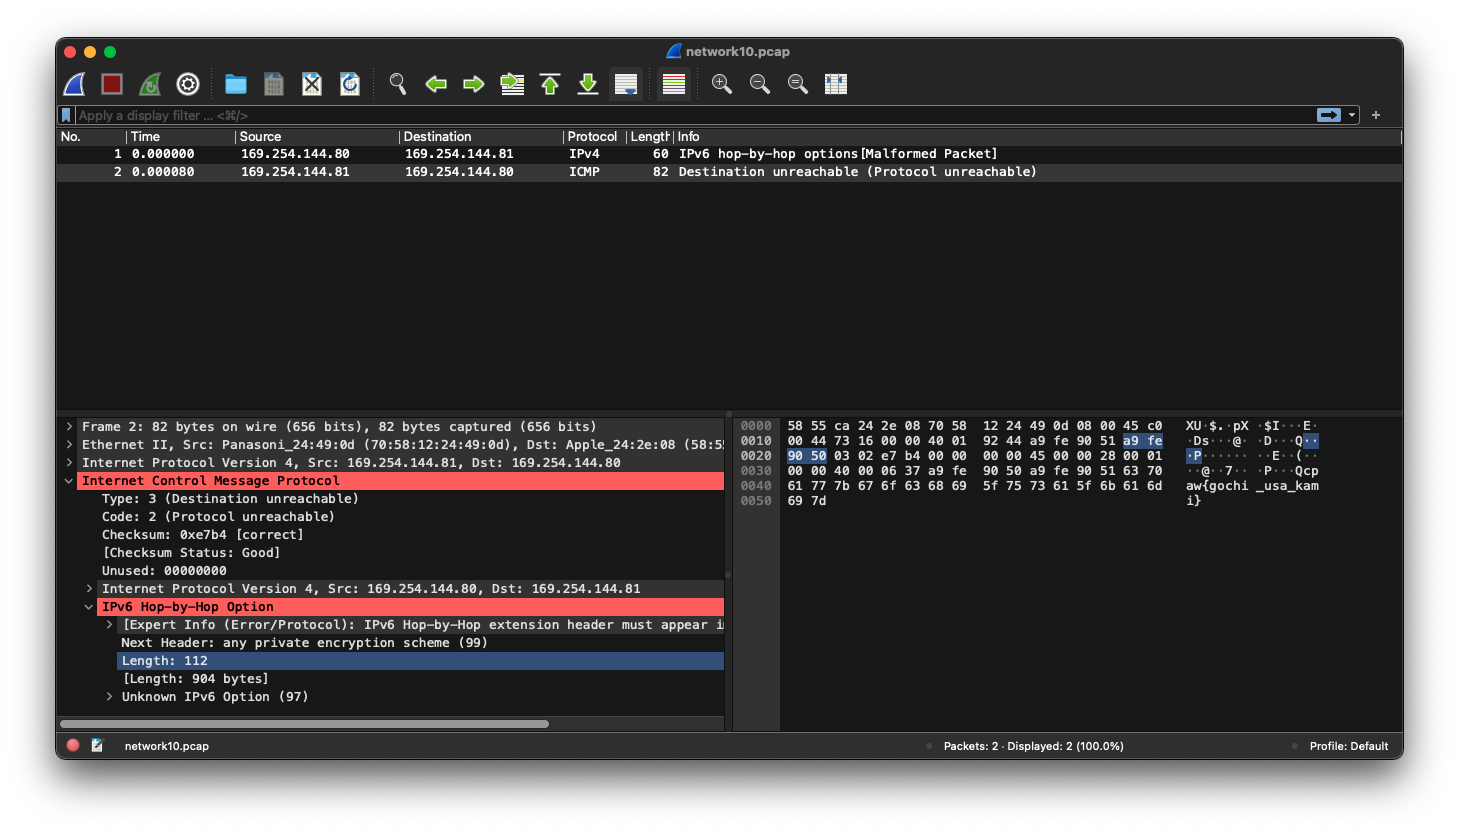 network10.pcap
Apply a display filter … <⌘/>
No. Time Source Destination Protocol Length Info
1 0.000000 169.254.144.80 169.254.144.81 IPv4 60 IPv6 hop-by-hop options[Malformed Packet]
2 0.000080 169.254.144.81 169.254.144.80 ICMP 82 Destination unreachable (Protocol unreachable)
Frame 2: 82 bytes on wire (656 bits), 82 bytes captured (656 bits)
Ethernet II, Src: Panasoni_24:49:0d (70:58:12:24:49:0d), Dst: Apple_24:2e:08 (58:5
Internet Protocol Version 4, Src: 169.254.144.81, Dst: 169.254.144.80
Internet Control Message Protocol
Type: 3 (Destination unreachable)
Code: 2 (Protocol unreachable)
Checksum: 0xe7b4 [correct]
[Checksum Status: Good]
Unused: 00000000
Internet Protocol Version 4, Src: 169.254.144.80, Dst: 169.254.144.81
IPv6 Hop-by-Hop Option
[Expert Info (Error/Protocol): IPv6 Hop-by-Hop extension header must appear i
Next Header: any private encryption scheme (99)
Length: 112
[Length: 904 bytes]
Unknown IPv6 Option (97)
0000 58 55 ca 24 2e 08 70 58 12 24 49 0d 08 00 45 c0 XU·$.·pX ·$I···E·
0010 00 44 73 16 00 00 40 01 92 44 a9 fe 90 51 a9 fe ·Ds···@· ·D···Q··
0020 90 50 03 02 e7 b4 00 00 00 00 45 00 00 28 00 01 ·P······ ··E··(··
0030 00 00 40 00 06 37 a9 fe 90 50 a9 fe 90 51 63 70 ··@··7·· ·P···Qcp
0040 61 77 7b 67 6f 63 68 69 5f 75 73 61 5f 6b 61 6d aw{gochi _usa_kam
0050 69 7d i}
network10.pcap
Packets: 2 · Displayed: 2 (100.0%)
Profile: Default